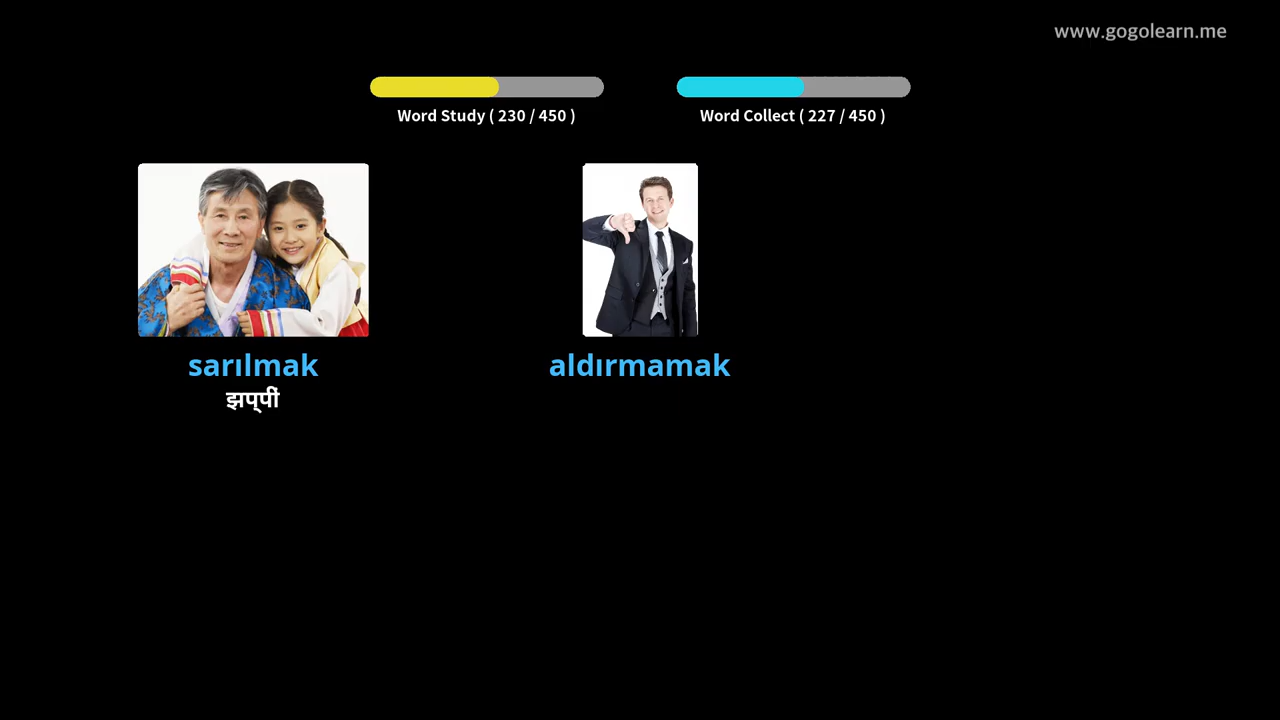 www.gogolearn.me
Word Study ( 230 / 450 )
Word Collect ( 227 / 450 )
sarılmak
aldırmamak
झप्पीं